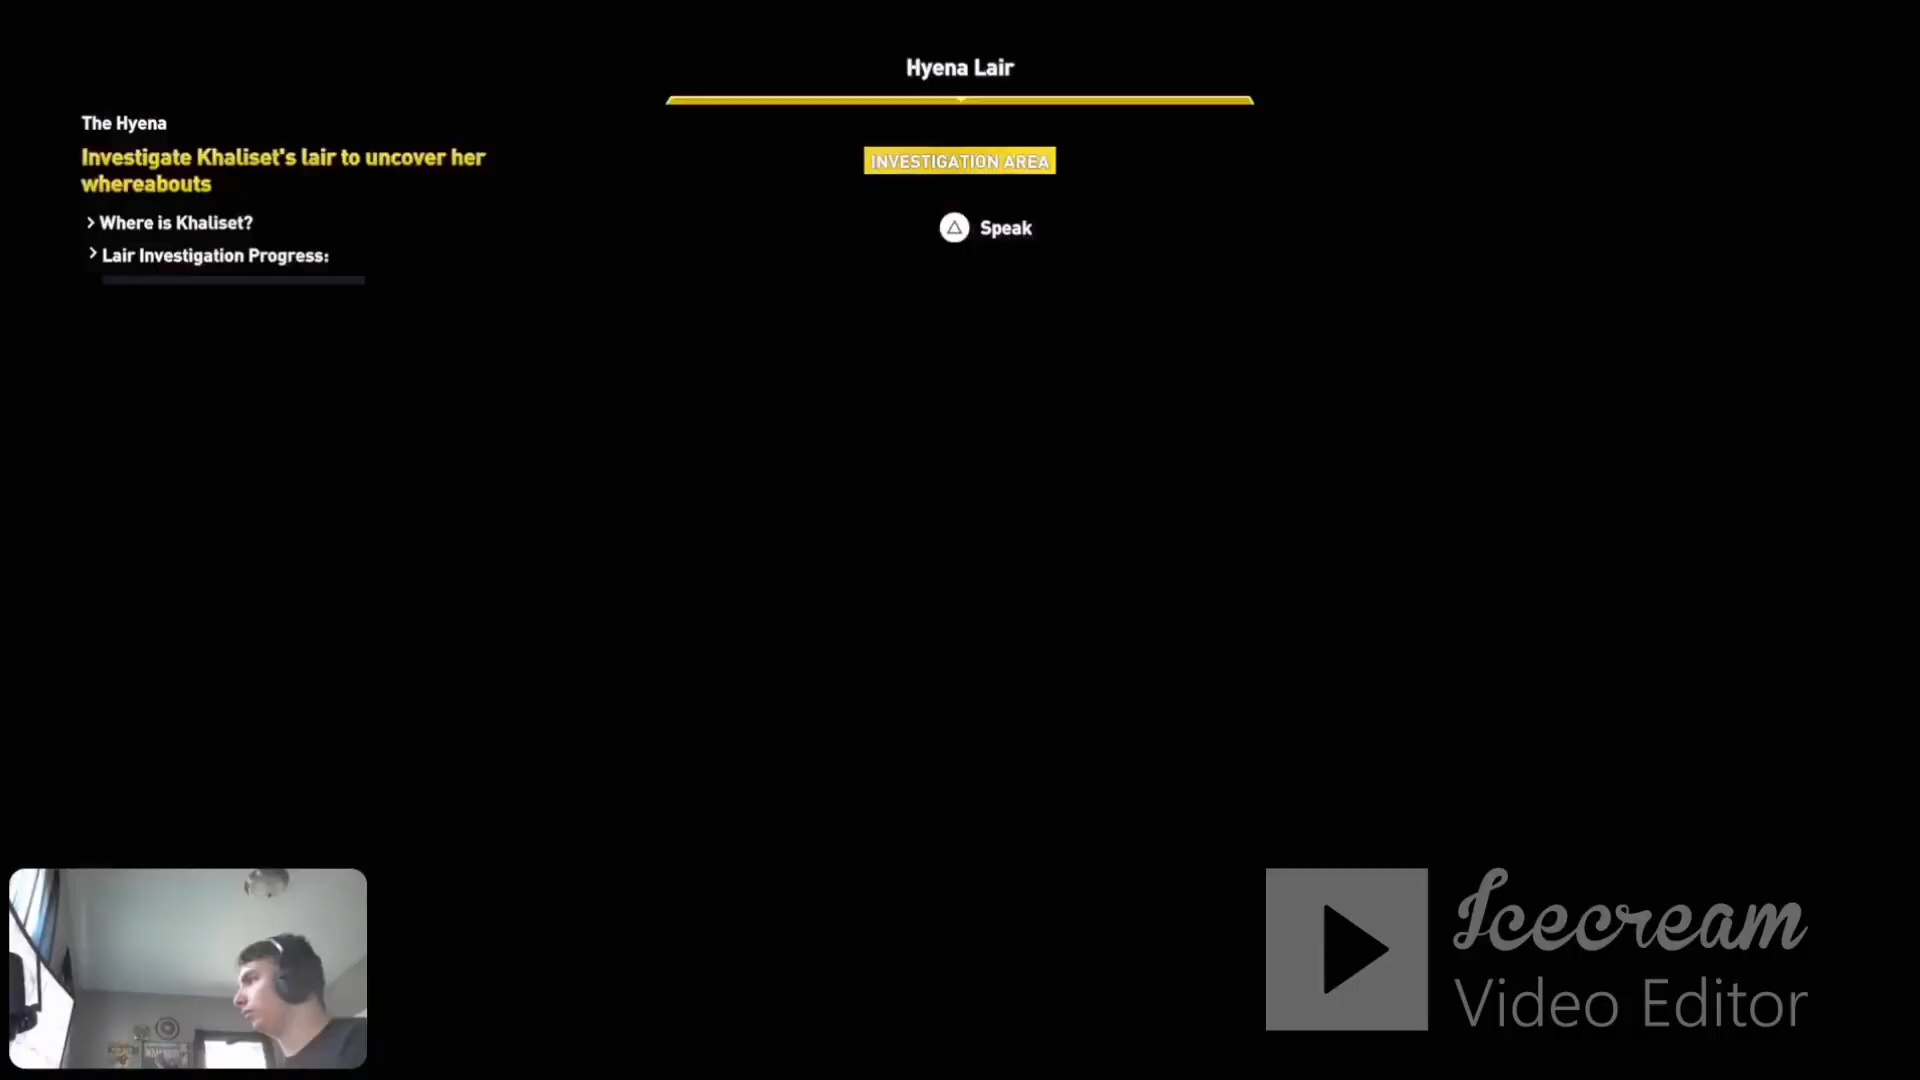 Hyena Lair
The Hyena
Investigate Khaliset's lair to uncover her
whereabouts
INVESTIGATION AREA
> Where is Khaliset?
Speak
> Lair Investigation Progress:
Icecream
Video Editor